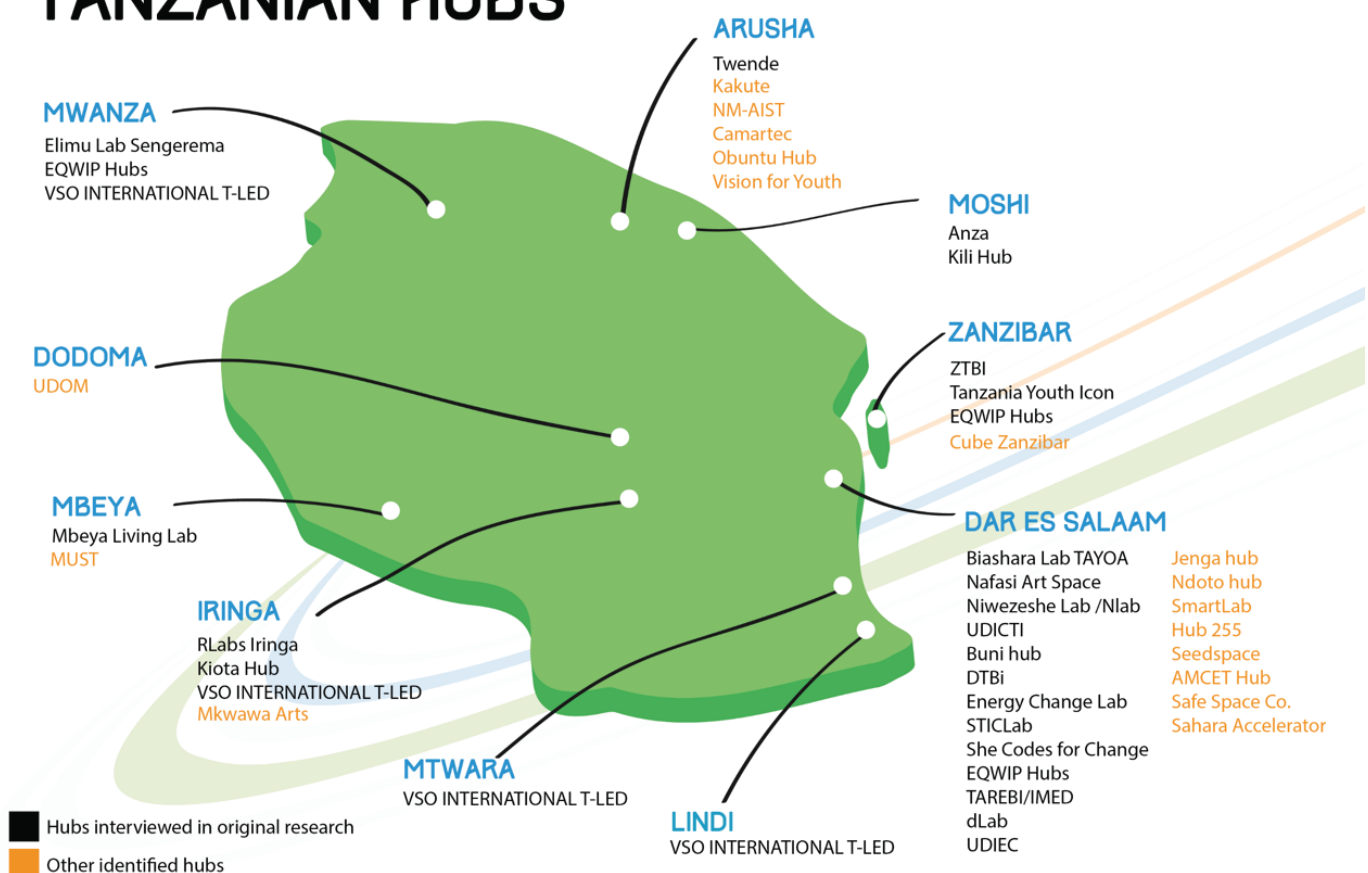 TANZANIAN HUBS
ARUSHA
Twende
Kakute
NM-AIST
Camartec
Obuntu Hub
Vision for Youth
MWANZA
Elimu Lab Sengerema
EQWIP Hubs
VSO INTERNATIONAL T-LED
MOSHI
Anza
Kili Hub
ZANZIBAR
ZTBI
Tanzania Youth Icon
EQWIP Hubs
Cube Zanzibar
DODOMA
UDOM
MBEYA
Mbeya Living Lab
MUST
DAR ES SALAAM
Biashara Lab TAYOA
Nafasi Art Space
Niwezeshe Lab /Nlab
UDICTI
Buni hub
DTBi
Energy Change Lab
STICLab
She Codes for Change
EQWIP Hubs
TAREBI/IMED
dLab
UDIEC
Jenga hub
Ndoto hub
SmartLab
Hub 255
Seedspace
AMCET Hub
Safe Space Co.
Sahara Accelerator
IRINGA
RLabs Iringa
Kiota Hub
VSO INTERNATIONAL T-LED
Mkwawa Arts
MTWARA
VSO INTERNATIONAL T-LED
LINDI
VSO INTERNATIONAL T-LED
Hubs interviewed in original research
Other identified hubs